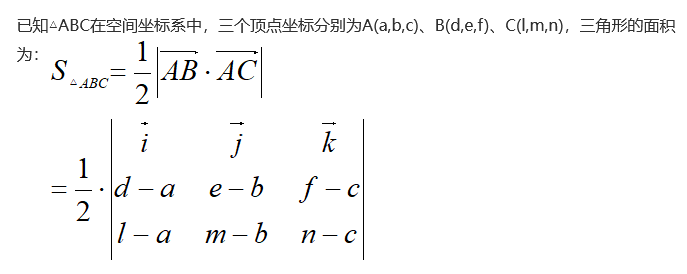 已知△ABC在空间坐标系中，三个顶点坐标分别为A(a,b,c)、B(d,e,f)、C(l,m,n)，三角形的面积
为：
S△ABC = 1/2 |AB→ · AC→|
= 1/2 · | i→ j→ k→
d − a e − b f − c
l − a m − b n − c |